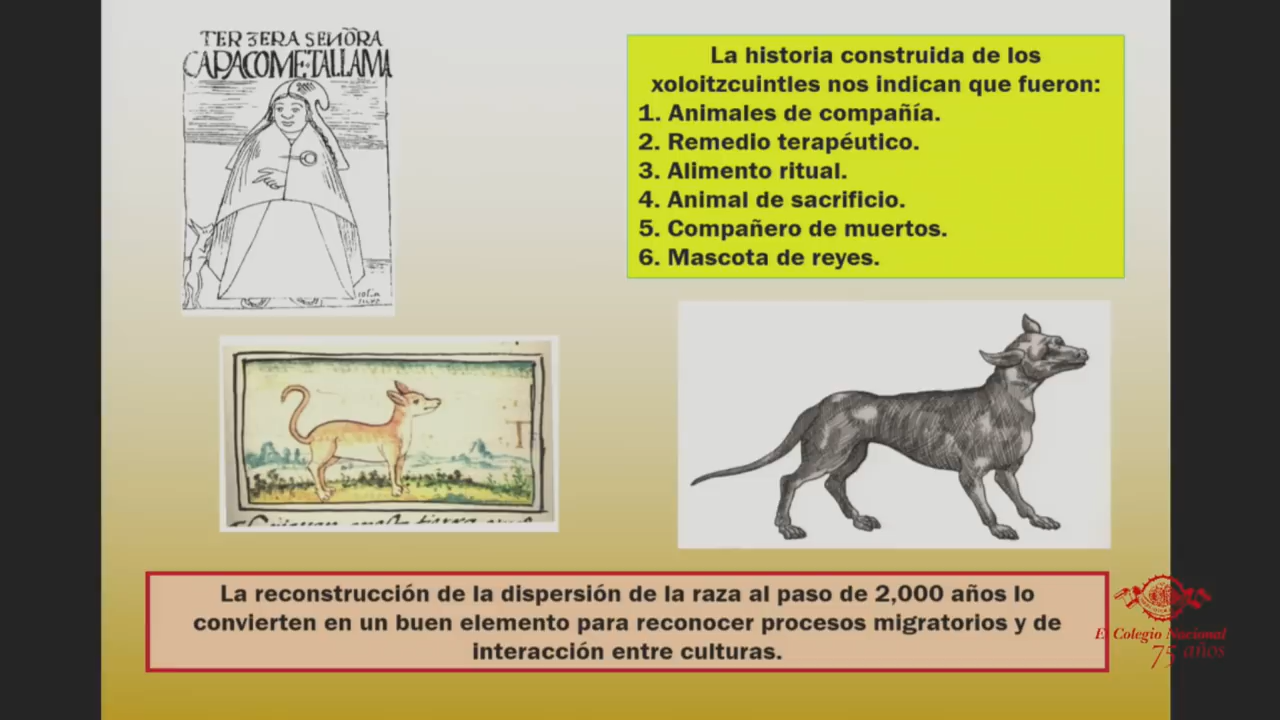 TER3ERA SEÑORA
CAPACOMETALLAMA
La historia construida de los
xoloitzcuintles nos indican que fueron:
1. Animales de compañía.
2. Remedio terapéutico.
3. Alimento ritual.
4. Animal de sacrificio.
5. Compañero de muertos.
6. Mascota de reyes.
La reconstrucción de la dispersión de la raza al paso de 2,000 años lo
convierten en un buen elemento para reconocer procesos migratorios y de
interacción entre culturas.
El Colegio Nacional
75 años